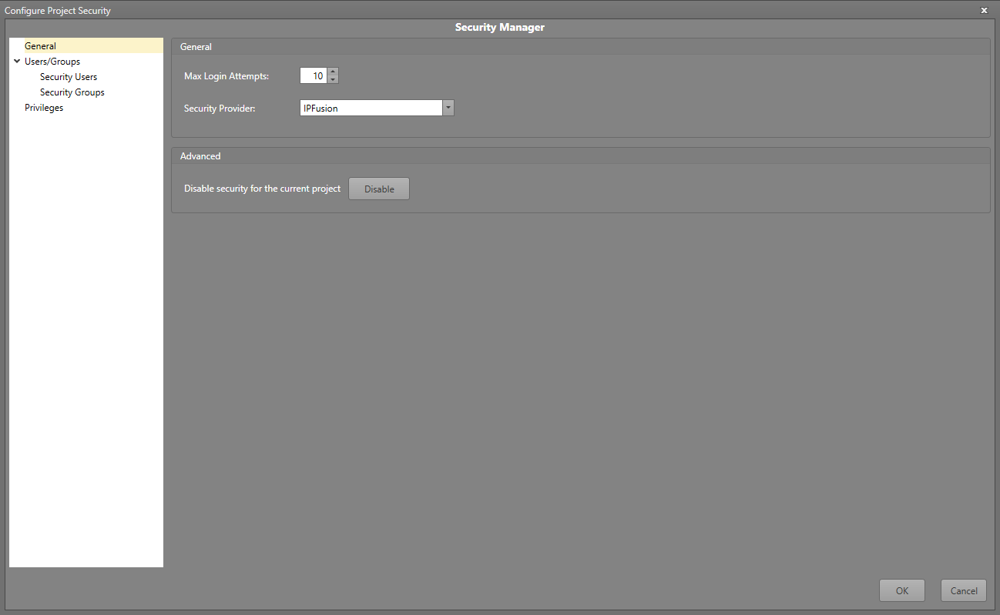 Configure Project Security
Security Manager
General
Users/Groups
Security Users
Security Groups
Privileges
General
Max Login Attempts: 10
Security Provider: IPFusion
Advanced
Disable security for the current project Disable
OK Cancel